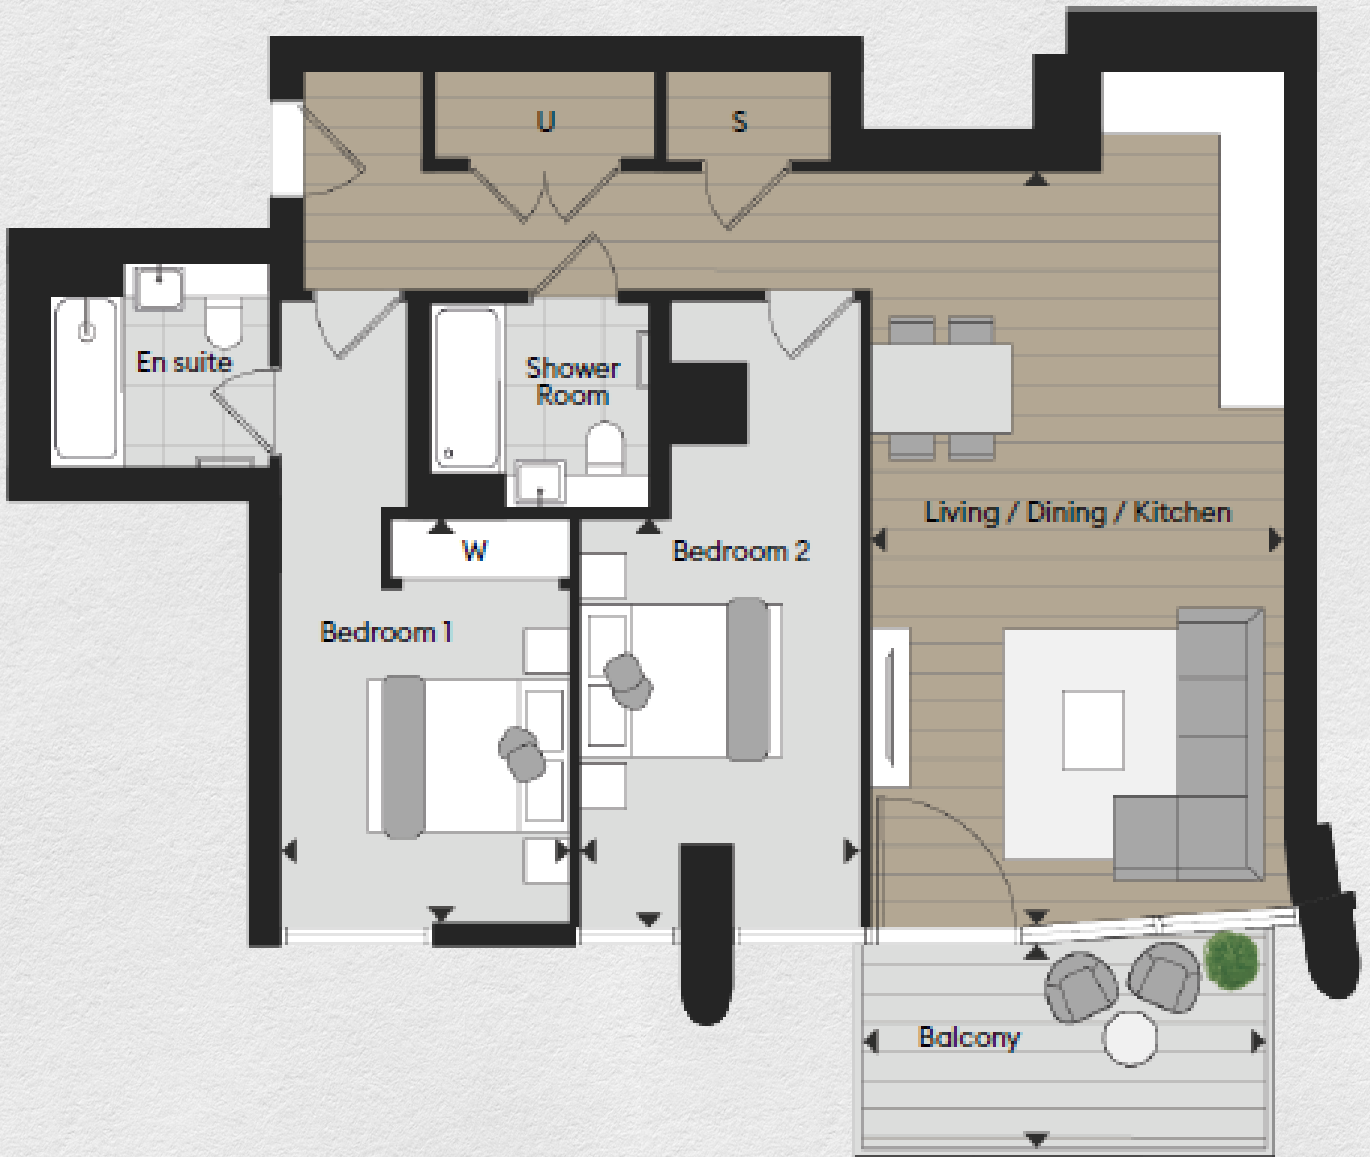 U
S
En suite
Shower
Room
Living / Dining / Kitchen
W
Bedroom 2
Bedroom 1
Balcony